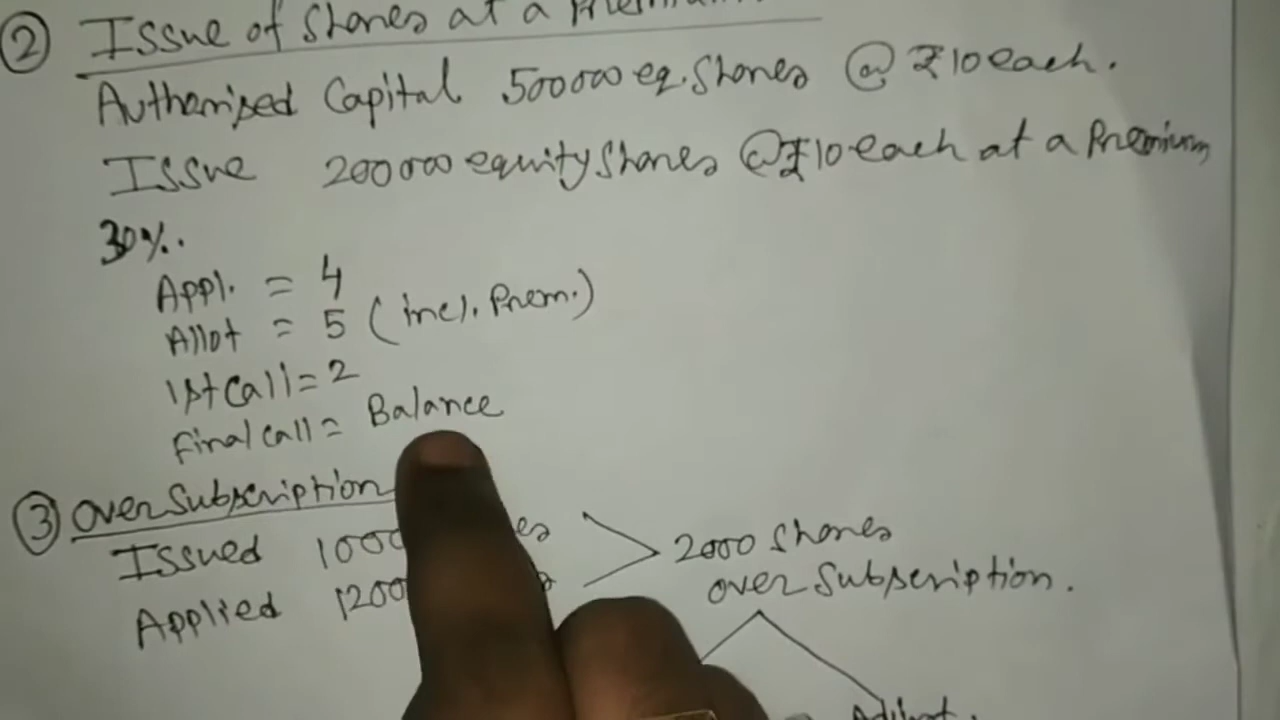 ② Issue of Shares at a Premium.
Authorised Capital 500000 eq. Shares @ ₹10 each.
Issue 200000 equity Shares @ ₹10 each at a Premium
30%.
Appl. = 4
Allot = 5 (incl. Prem.)
1st Call = 2
Final Call = Balance
③ Over Subscription
Issued
2000 Shares
Applied
Over Subscription.